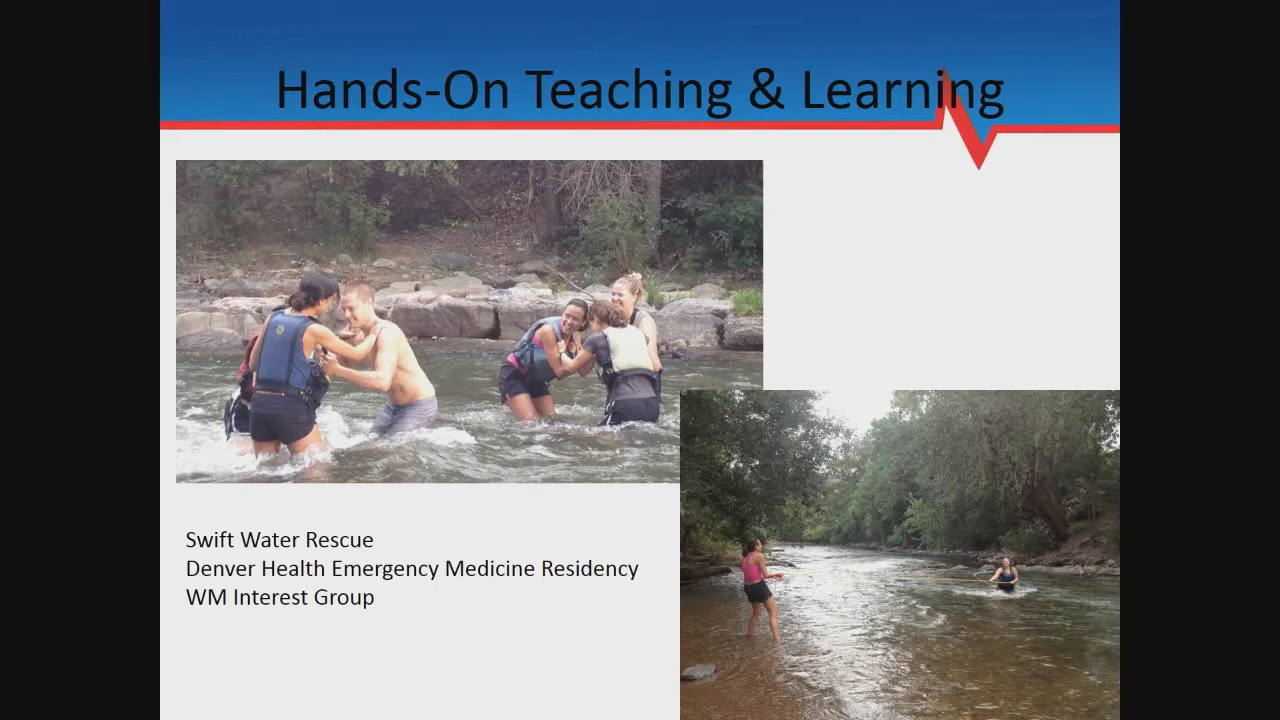 Hands-On Teaching & Learning
Swift Water Rescue
Denver Health Emergency Medicine Residency
WM Interest Group